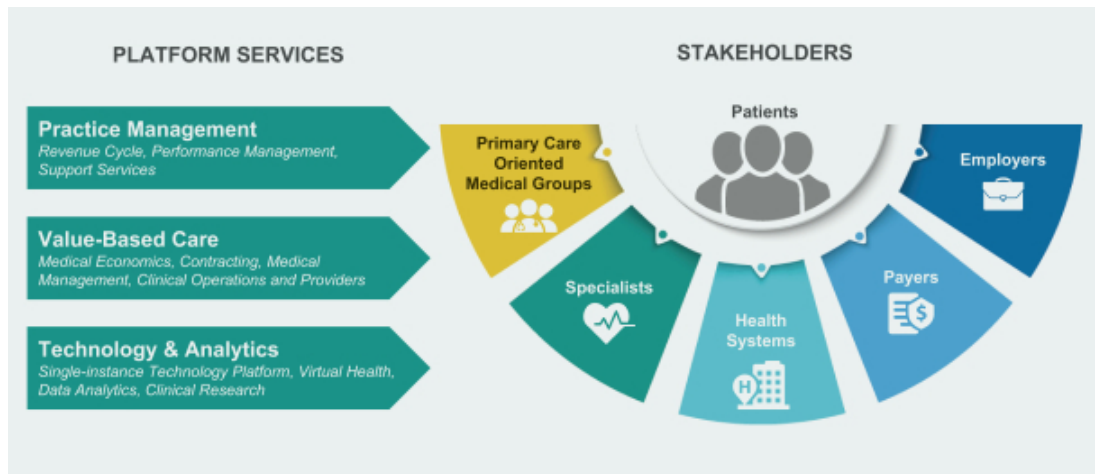 PLATFORM SERVICES
Practice Management
Revenue Cycle, Performance Management,
Support Services
Value-Based Care
Medical Economics, Contracting, Medical
Management, Clinical Operations and Providers
Technology & Analytics
Single-instance Technology Platform, Virtual Health,
Data Analytics, Clinical Research
STAKEHOLDERS
Patients
Primary Care
Oriented
Medical Groups
Specialists
Health
Systems
H
Payers
$
Employers